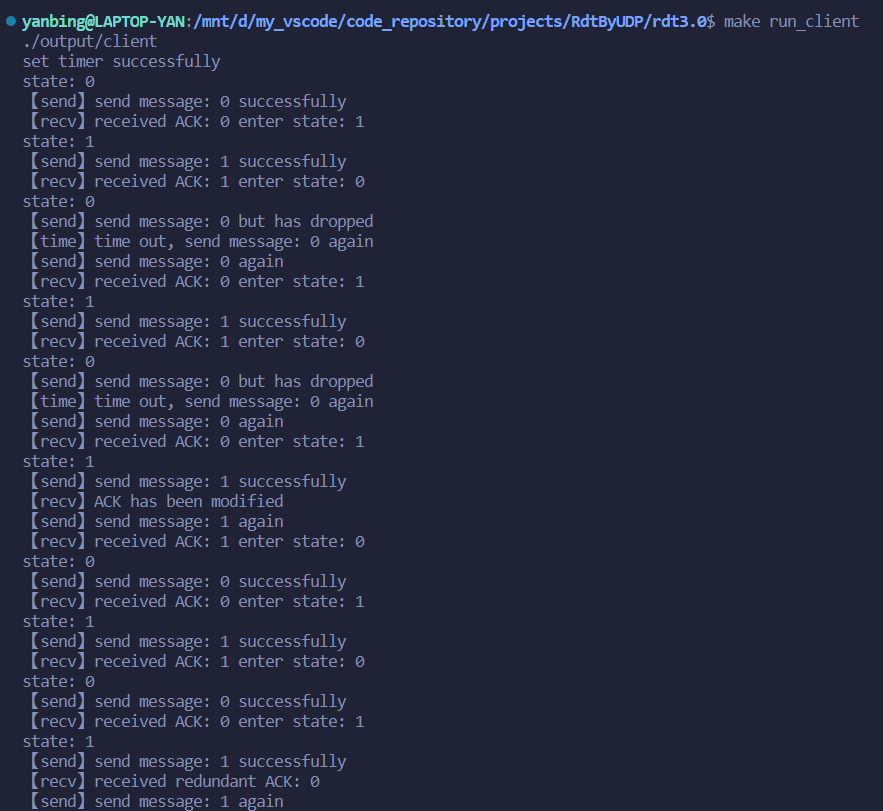 yanbing@LAPTOP-YAN:/mnt/d/my_vscode/code_repository/projects/RdtByUDP/rdt3.0$ make run_client
./output/client
set timer successfully
state: 0
【send】send message: 0 successfully
【recv】received ACK: 0 enter state: 1
state: 1
【send】send message: 1 successfully
【recv】received ACK: 1 enter state: 0
state: 0
【send】send message: 0 but has dropped
【time】time out, send message: 0 again
【send】send message: 0 again
【recv】received ACK: 0 enter state: 1
state: 1
【send】send message: 1 successfully
【recv】received ACK: 1 enter state: 0
state: 0
【send】send message: 0 but has dropped
【time】time out, send message: 0 again
【send】send message: 0 again
【recv】received ACK: 0 enter state: 1
state: 1
【send】send message: 1 successfully
【recv】ACK has been modified
【send】send message: 1 again
【recv】received ACK: 1 enter state: 0
state: 0
【send】send message: 0 successfully
【recv】received ACK: 0 enter state: 1
state: 1
【send】send message: 1 successfully
【recv】received ACK: 1 enter state: 0
state: 0
【send】send message: 0 successfully
【recv】received ACK: 0 enter state: 1
state: 1
【send】send message: 1 successfully
【recv】received redundant ACK: 0
【send】send message: 1 again